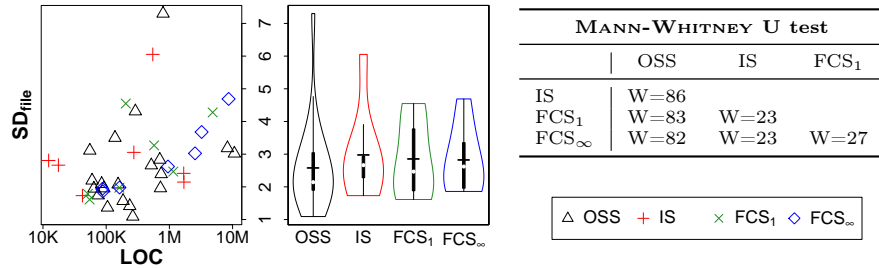 SD_file
10K 100K 1M 10M
LOC
7
6
5
4
3
2
1
OSS IS FCS₁ FCS∞
MANN-WHITNEY U test
OSS IS FCS₁
IS W=86
FCS₁ W=83 W=23
FCS∞ W=82 W=23 W=27
OSS IS FCS₁ FCS∞